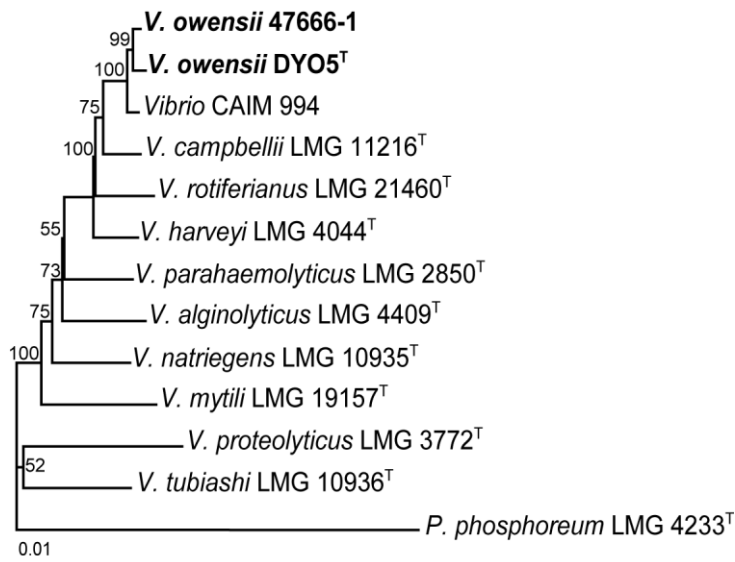 V. owensii 47666-1
99
V. owensii DYO5ᵀ
100
Vibrio CAIM 994
75
V. campbellii LMG 11216ᵀ
100
V. rotiferianus LMG 21460ᵀ
V. harveyi LMG 4044ᵀ
55
V. parahaemolyticus LMG 2850ᵀ
73
V. alginolyticus LMG 4409ᵀ
75
V. natriegens LMG 10935ᵀ
100
V. mytili LMG 19157ᵀ
V. proteolyticus LMG 3772ᵀ
52
V. tubiashi LMG 10936ᵀ
P. phosphoreum LMG 4233ᵀ
0.01